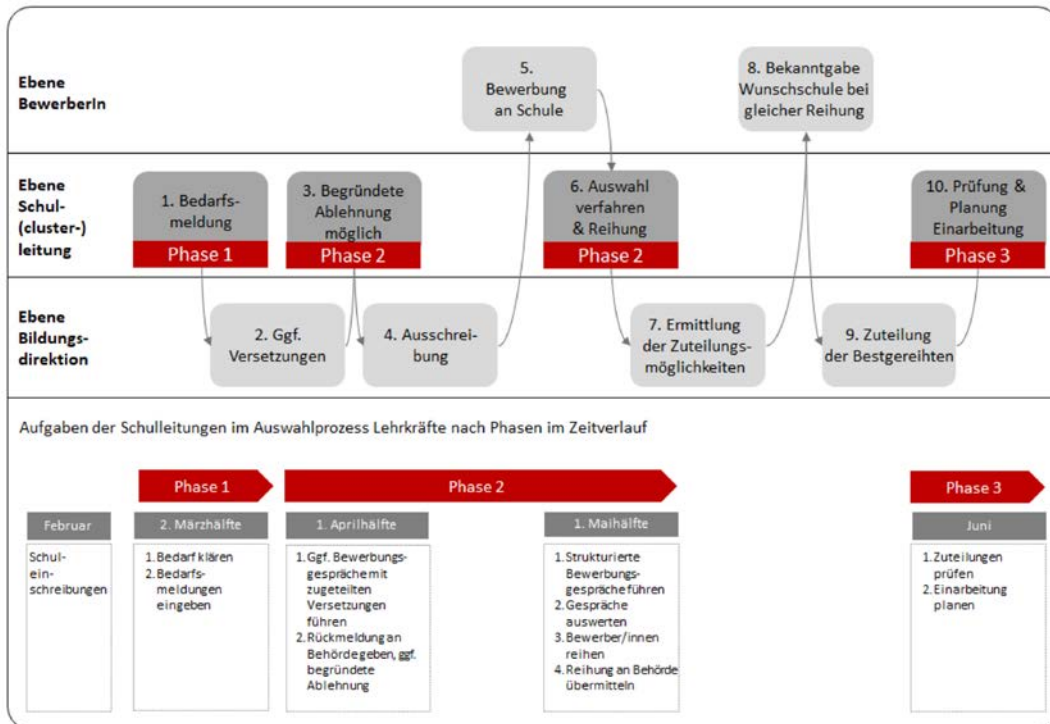 Ebene
BewerberIn
5.
Bewerbung
an Schule
8. Bekanntgabe
Wunschschule bei
gleicher Reihung
Ebene
Schul-
(cluster-)
leitung
1. Bedarfs-
meldung
Phase 1
3. Begründete
Ablehnung
möglich
Phase 2
6. Auswahl
verfahren
& Reihung
Phase 2
10. Prüfung &
Planung
Einarbeitung
Phase 3
Ebene
Bildungs-
direktion
2. Ggf.
Versetzungen
4. Ausschrei-
bung
7. Ermittlung
der Zuteilungs-
möglichkeiten
9. Zuteilung
der Bestgereihten
Aufgaben der Schulleitungen im Auswahlprozess Lehrkräfte nach Phasen im Zeitverlauf
Phase 1
Phase 2
Phase 3
Februar
Schul-
ein-
schreibungen
2. Märzhälfte
1. Bedarf klären
2. Bedarfs-
meldungen
eingeben
1. Aprilhälfte
1. Ggf. Bewerbungs-
gespräche mit
zugeteilten
Versetzungen
führen
2. Rückmeldung an
Behörde geben, ggf.
begründete
Ablehnung
1. Maihälfte
1. Strukturierte
Bewerbungs-
gespräche führen
2. Gespräche
auswerten
3. Bewerber/innen
reihen
4. Reihung an Behörde
übermitteln
Juni
1. Zuteilungen
prüfen
2. Einarbeitung
planen